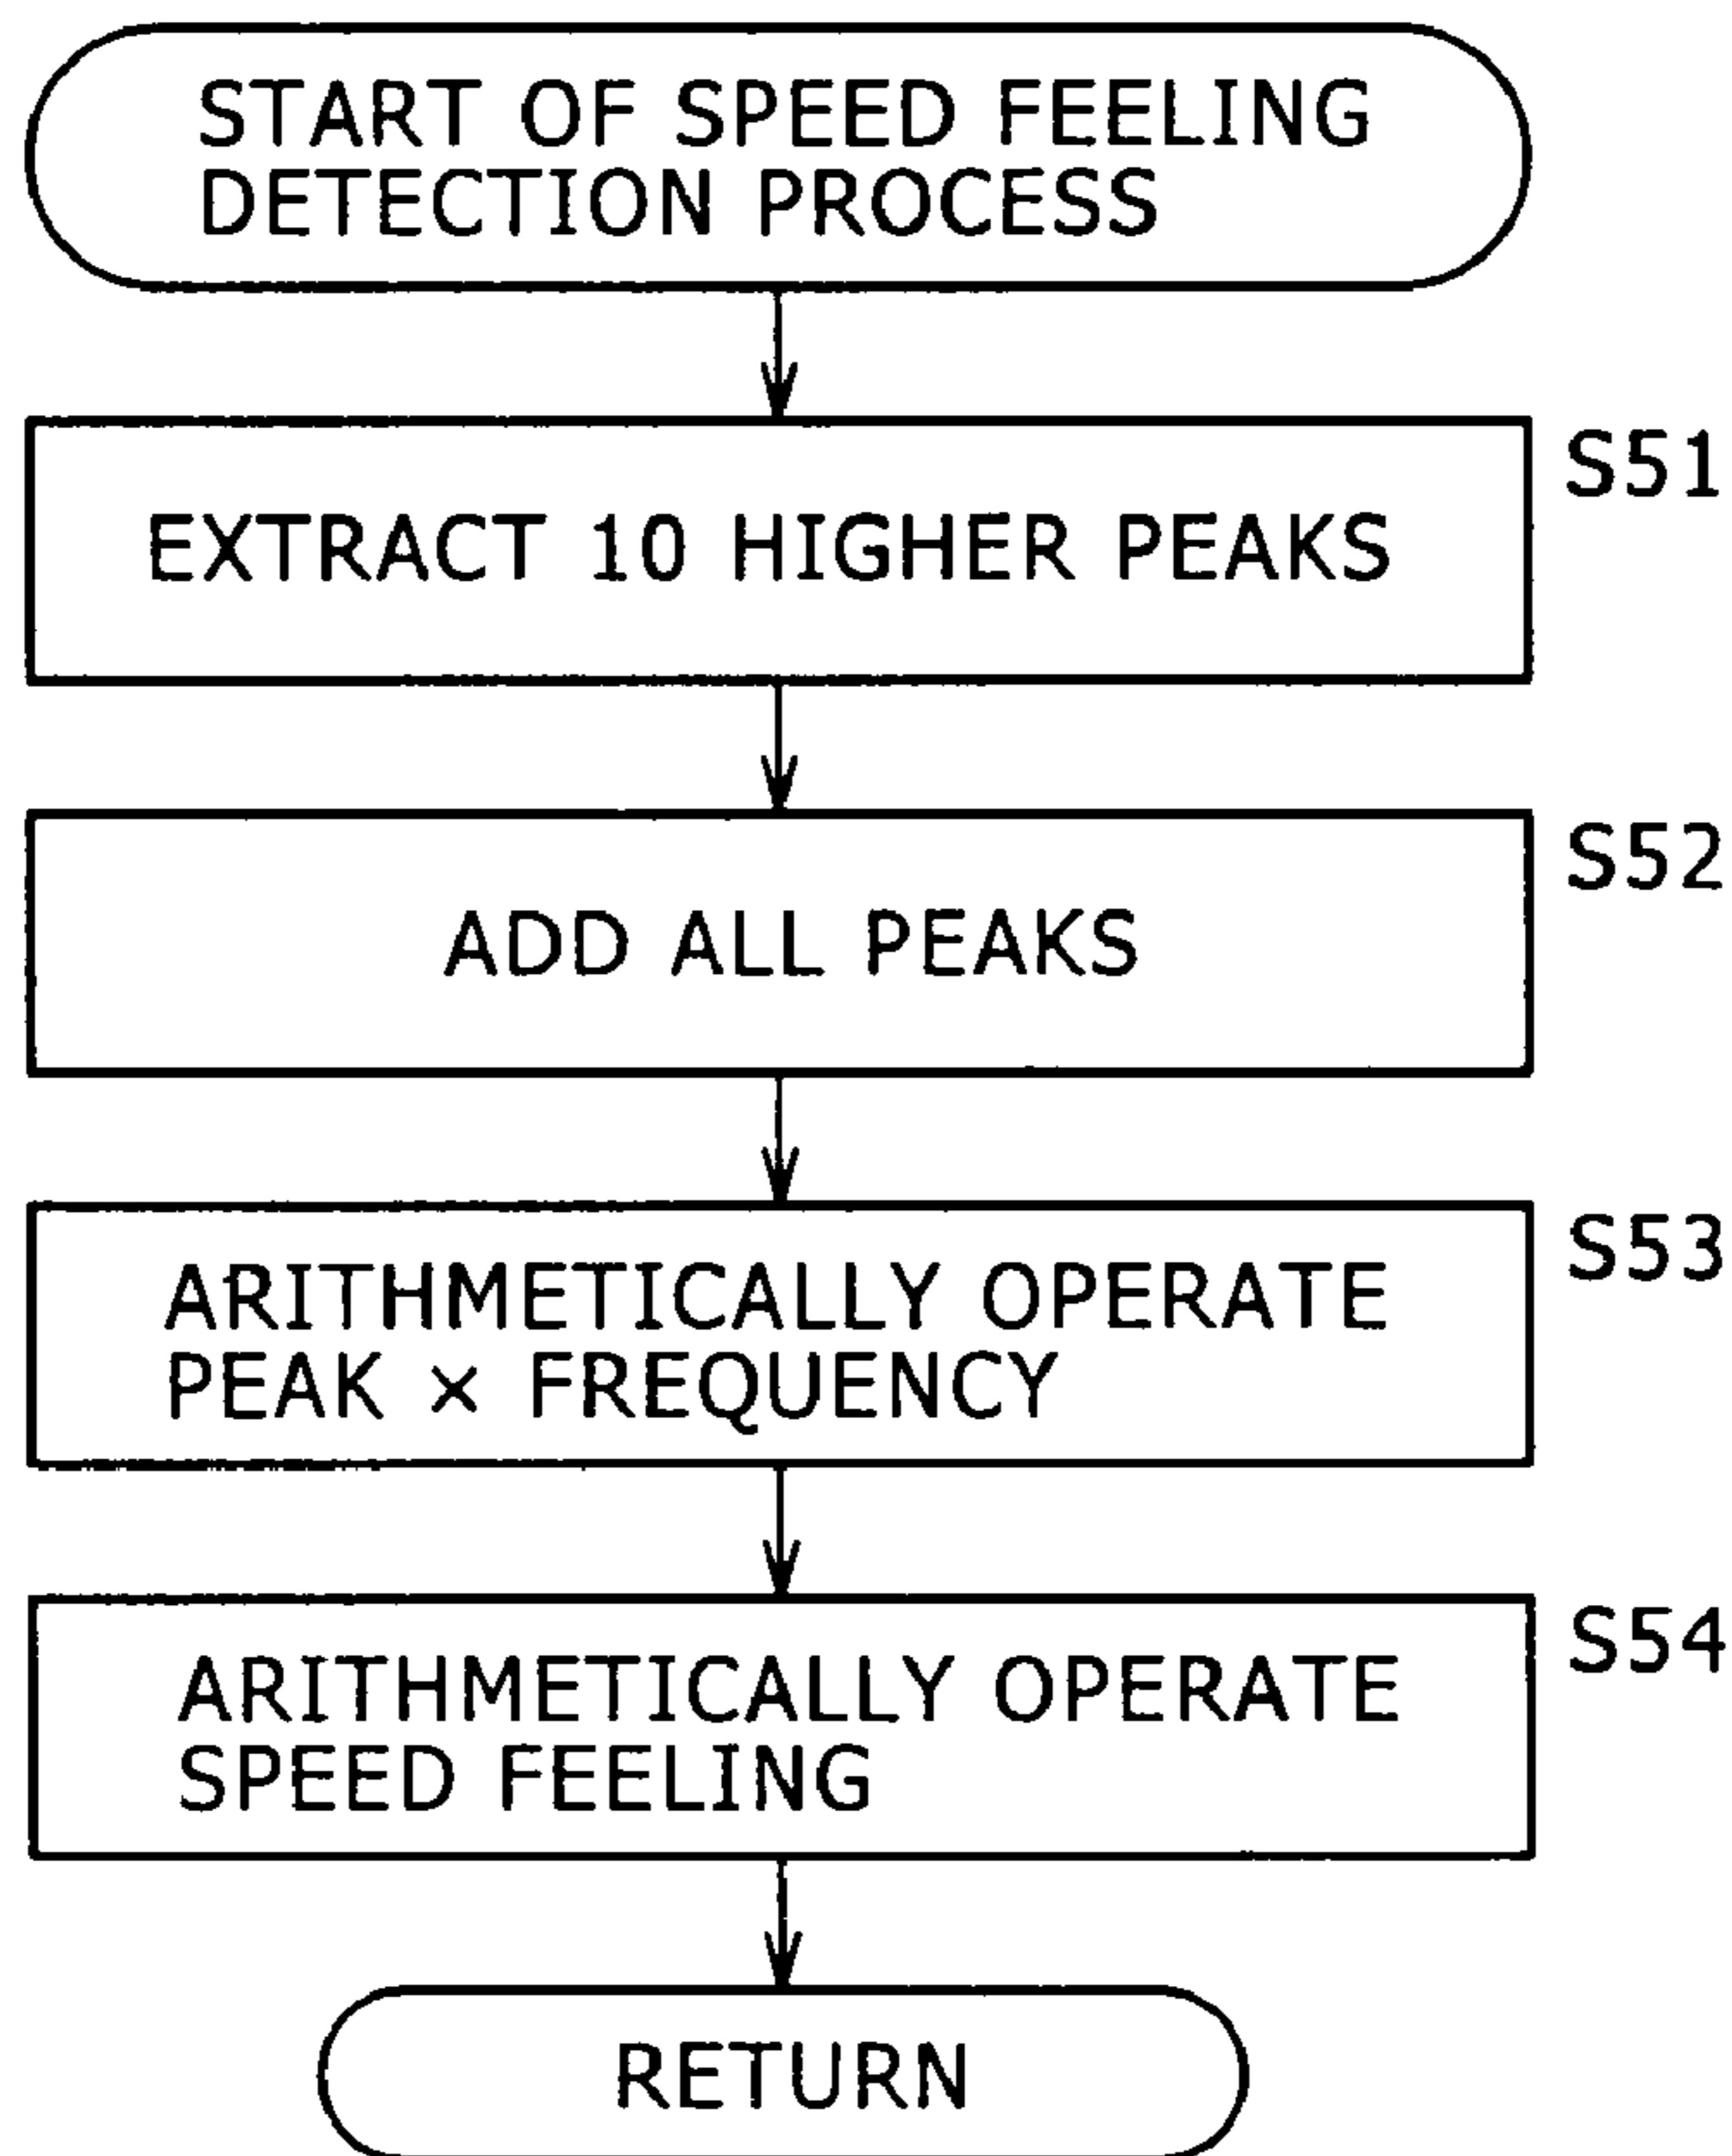 START OF SPEED FEELING
DETECTION PROCESS
S51
EXTRACT 10 HIGHER PEAKS
S52
ADD ALL PEAKS
S53
ARITHMETICALLY OPERATE
PEAK × FREQUENCY
S54
ARITHMETICALLY OPERATE
SPEED FEELING
RETURN